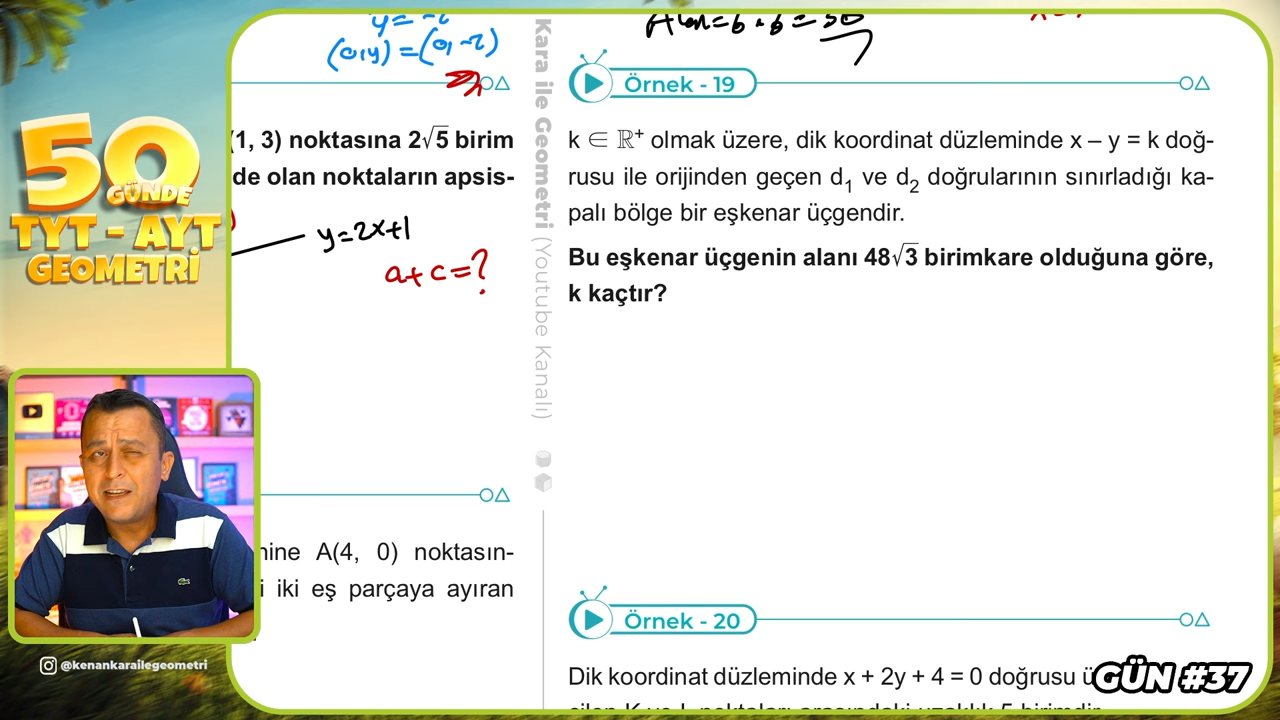 y = -2
(0,y) = (0, -2)
(1, 3) noktasına 2√5 birim
de olan noktaların apsis-
y=2x+1
a+c=?
nine A(4, 0) noktasın-
i iki eş parçaya ayıran
50
GÜNDE
TYT - AYT
GEOMETRİ
@kenankarailegeometri
Kara ile Geometri (Youtube Kanalı)
Örnek - 19
k ∈ ℝ⁺ olmak üzere, dik koordinat düzleminde x – y = k doğ-
rusu ile orijinden geçen d₁ ve d₂ doğrularının sınırladığı ka-
palı bölge bir eşkenar üçgendir.
Bu eşkenar üçgenin alanı 48√3 birimkare olduğuna göre,
k kaçtır?
Örnek - 20
Dik koordinat düzleminde x + 2y + 4 = 0 doğrusu ü
GÜN #37